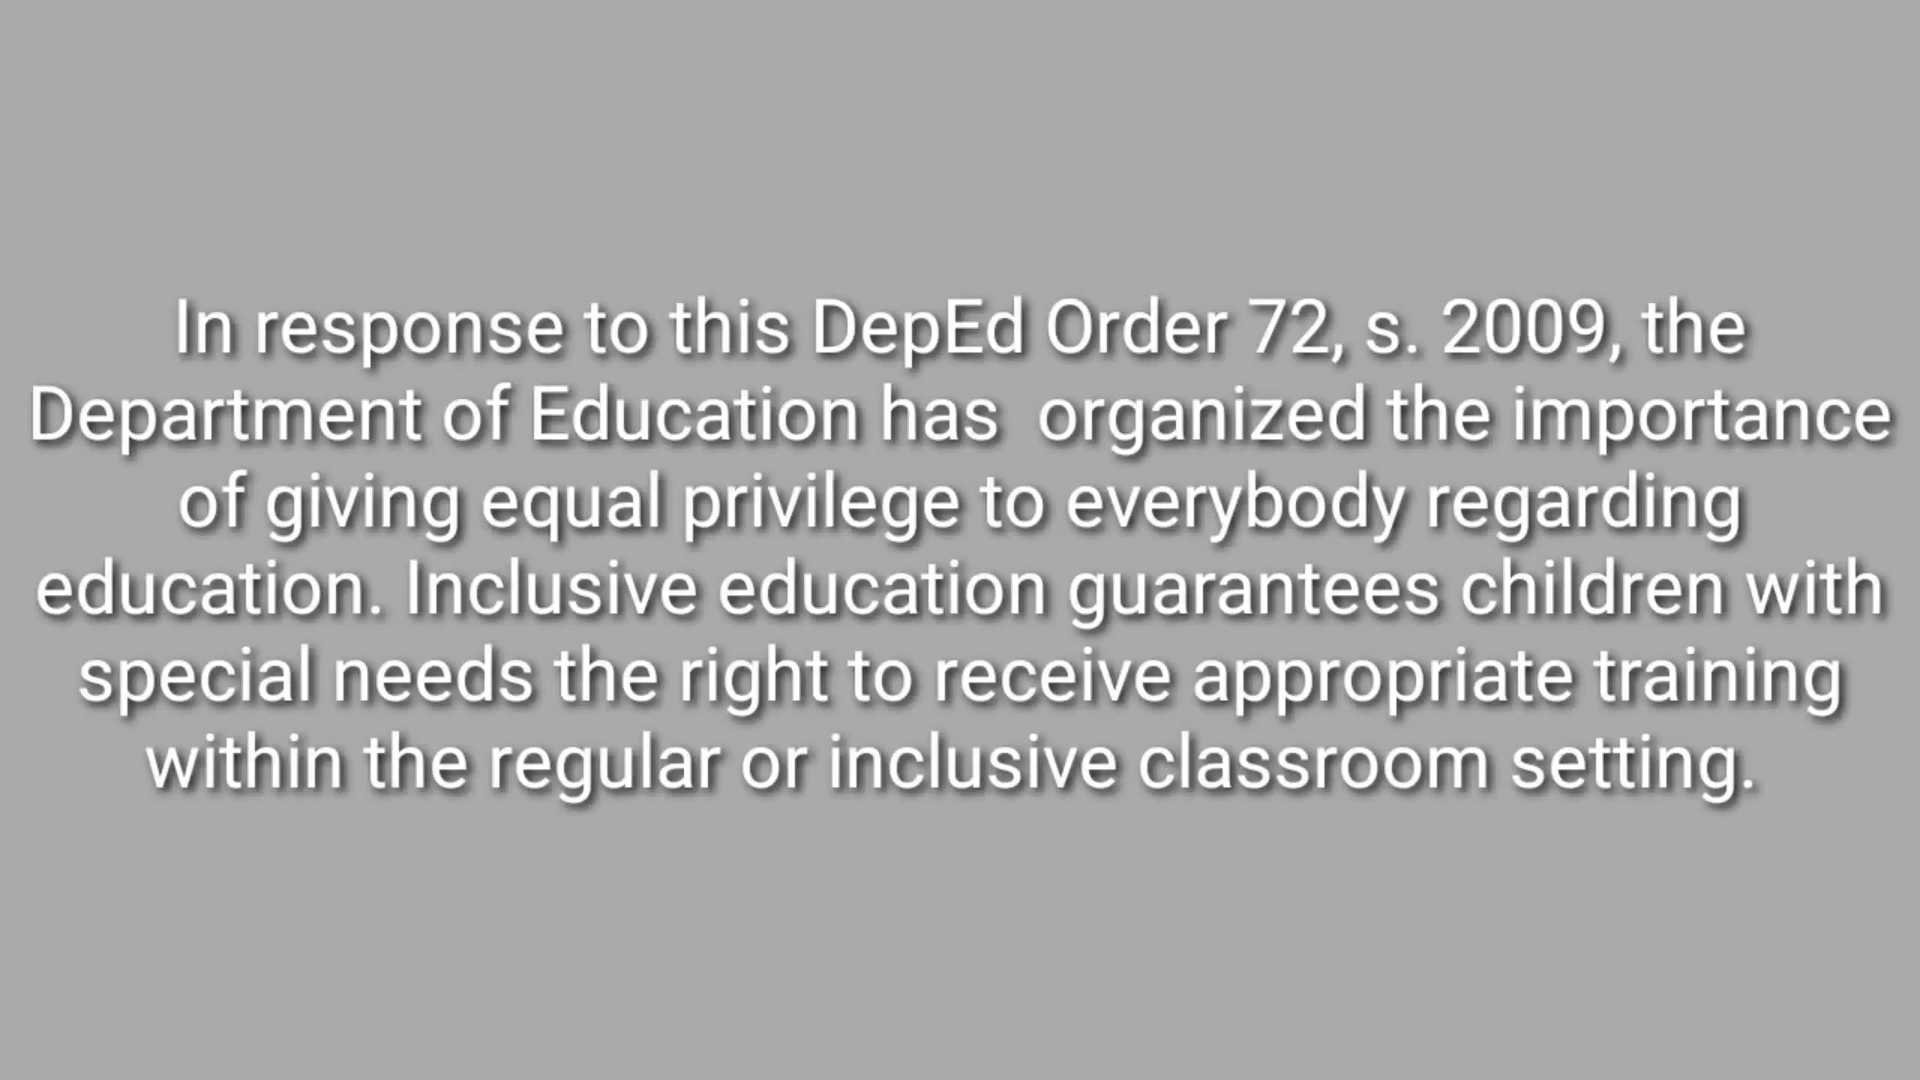 In response to this DepEd Order 72, s. 2009, the
Department of Education has  organized the importance
of giving equal privilege to everybody regarding
education. Inclusive education guarantees children with
special needs the right to receive appropriate training
within the regular or inclusive classroom setting.